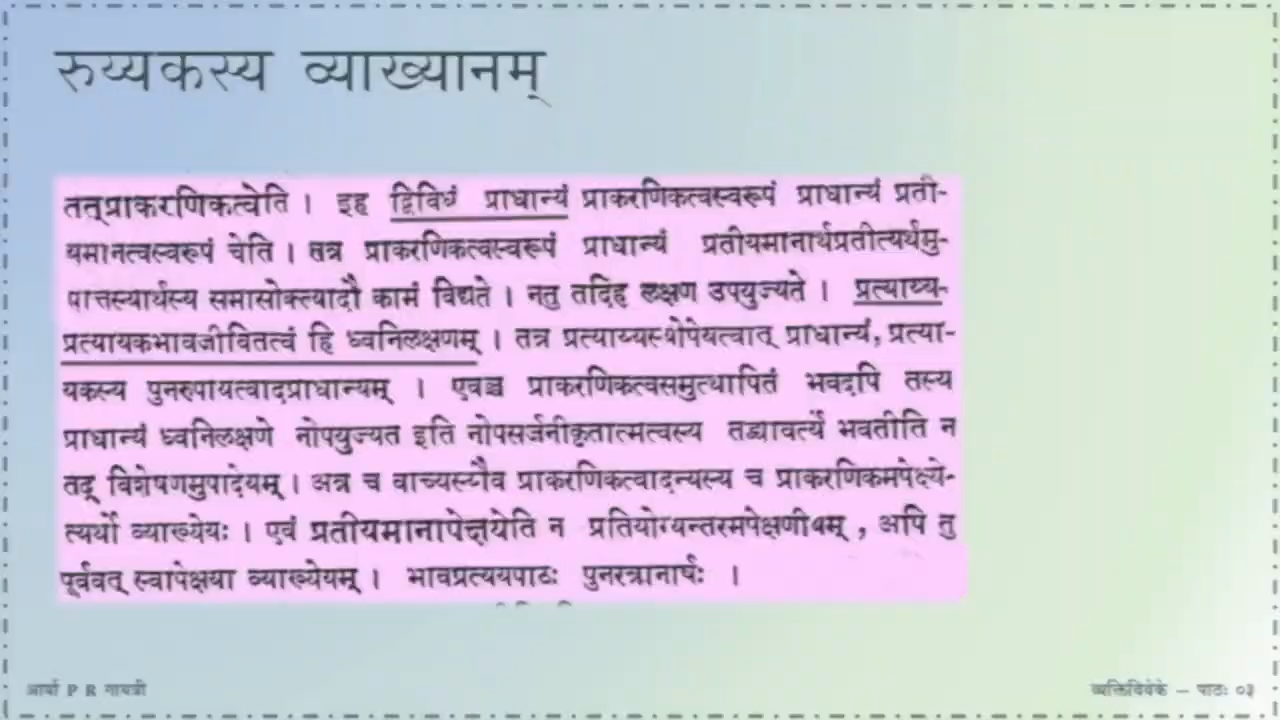 रुय्यकस्य व्याख्यानम्
तत्प्राकरणिकत्वेति । इह द्विविधं प्राधान्यं प्राकरणिकत्वस्वरूपं प्राधान्यं प्रती-
यमानत्वस्वरूपं चेति । तत्र प्राकरणिकत्वस्वरूपं प्राधान्यं प्रतीयमानार्थप्रतीत्यर्थमु-
पात्तस्यार्थस्य समासोक्त्यादौ कामं विद्यते । नतु तदिह लक्षण उपयुज्यते । प्रत्याय्य-
प्रत्यायकभावजीवितत्वं हि ध्वनिलक्षणम् । तत्र प्रत्याय्यस्योपेयत्वात् प्राधान्यं, प्रत्या-
यकस्य पुनरुपायत्वादप्राधान्यम् । एवञ्च प्राकरणिकत्वसमुत्थापितं भवदपि तस्य
प्राधान्यं ध्वनिलक्षणे नोपयुज्यत इति नोपसर्जनीकृतात्मत्वस्य तद्व्यावर्त्यं भवतीति न
तद् विशेषणमुपादेयम् । अत्र च वाच्यस्यैव प्राकरणिकत्वादन्यस्य च प्राकरणिकमपेक्ष्ये-
त्यर्थो व्याख्येयः । एवं प्रतीयमानापेक्षयेति न प्रतियोग्यन्तरमपेक्षणीयम् , अपि तु
पूर्ववत् स्वापेक्षया व्याख्येयम् । भावप्रत्ययपाठः पुनरत्रानार्षः ।
आर्या P R गायत्री
व्यक्तिविवेके – पाठः ०३